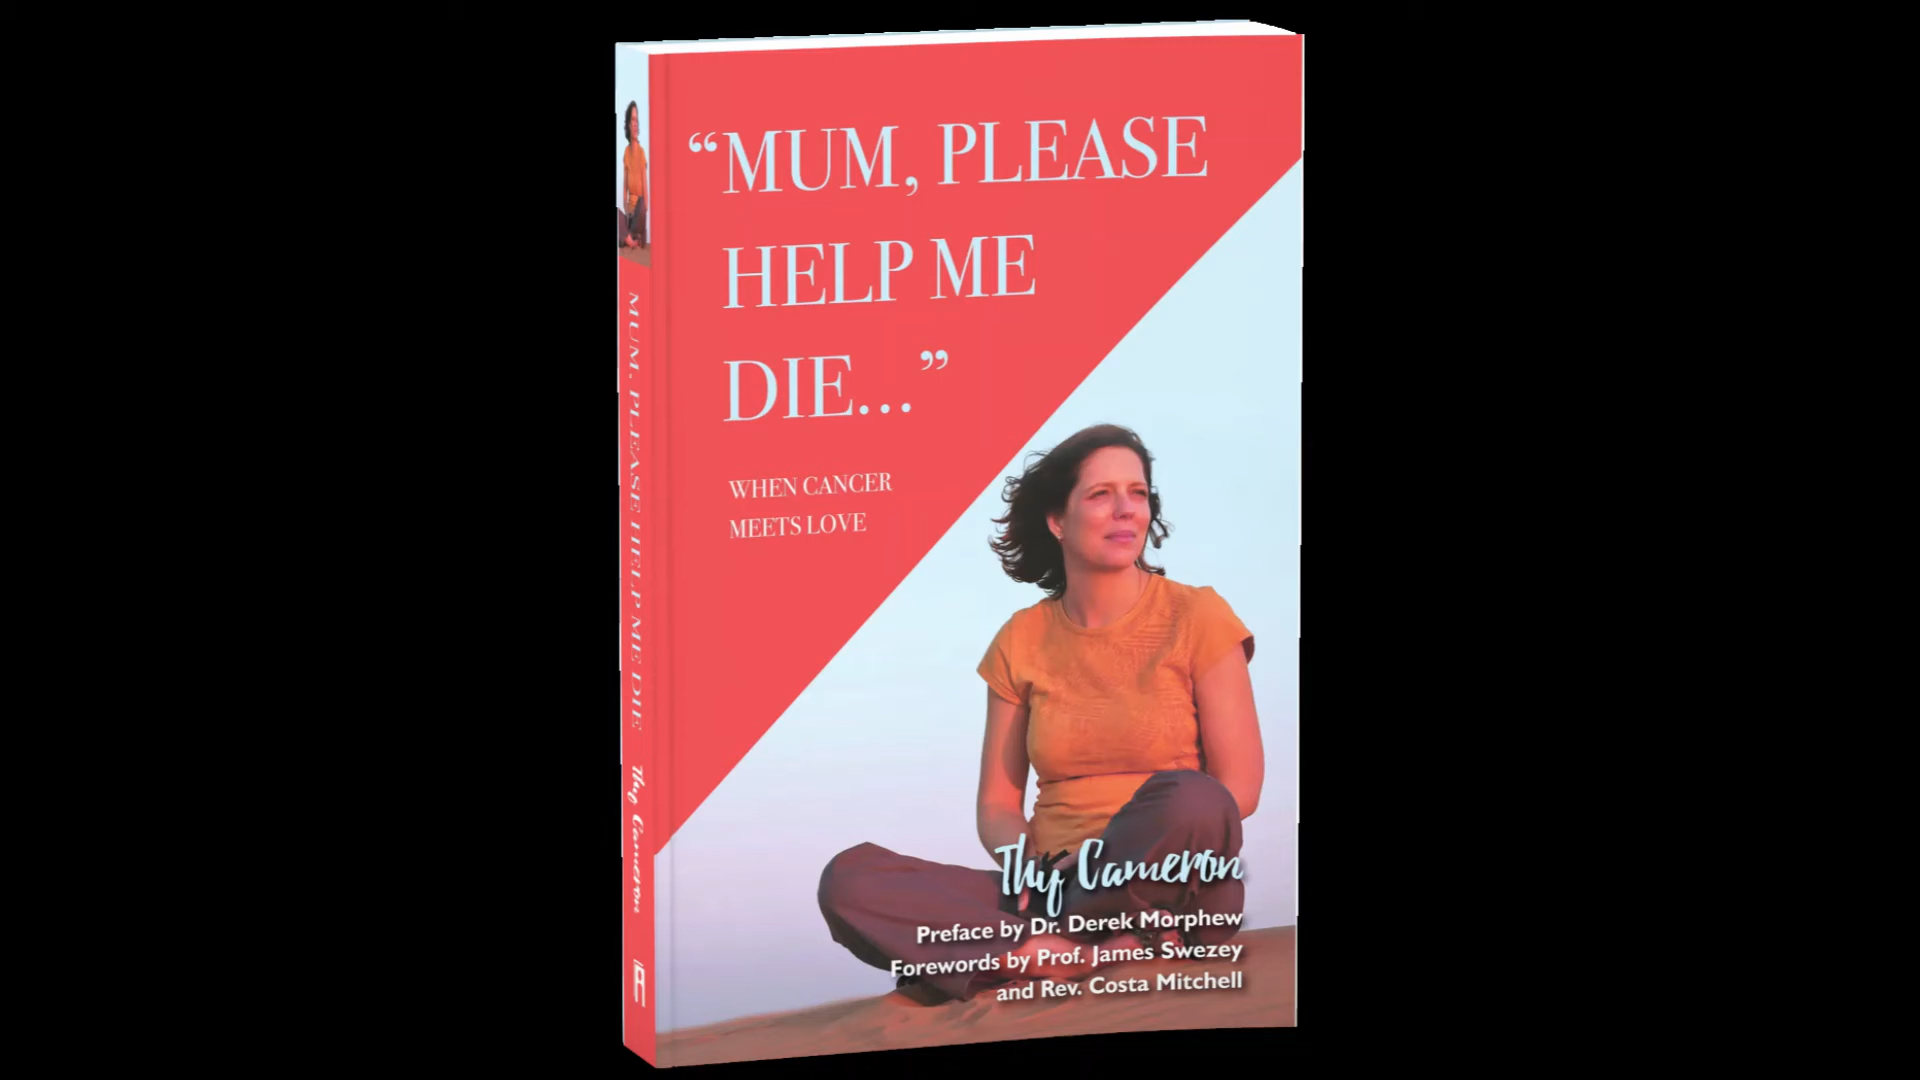 “MUM, PLEASE
HELP ME
DIE...”
WHEN CANCER
MEETS LOVE
Thy Cameron
Preface by Dr. Derek Morphew
Forewords by Prof. James Swezey
and Rev. Costa Mitchell
MUM, PLEASE HELP ME DIE Thy Cameron